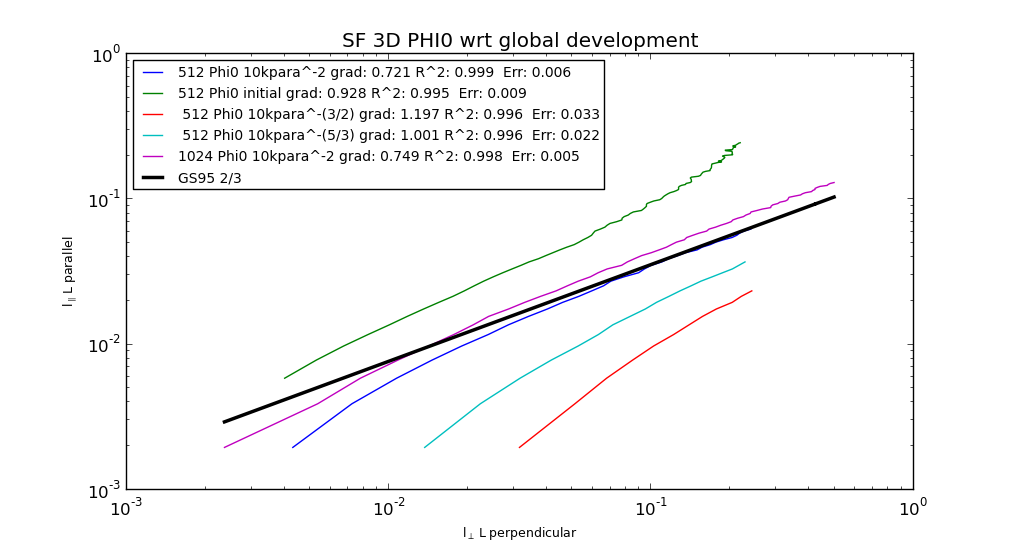 SF 3D PHI0 wrt global development
10^0
512 Phi0 10kpara^-2 grad: 0.721 R^2: 0.999  Err: 0.006
512 Phi0 initial grad: 0.928 R^2: 0.995  Err: 0.009
512 Phi0 10kpara^-(3/2) grad: 1.197 R^2: 0.996  Err: 0.033
512 Phi0 10kpara^-(5/3) grad: 1.001 R^2: 0.996  Err: 0.022
1024 Phi0 10kpara^-2 grad: 0.749 R^2: 0.998  Err: 0.005
GS95 2/3
10^-1
l_∥ L parallel
10^-2
10^-3
10^-3 10^-2 10^-1 10^0
l_⊥ L perpendicular